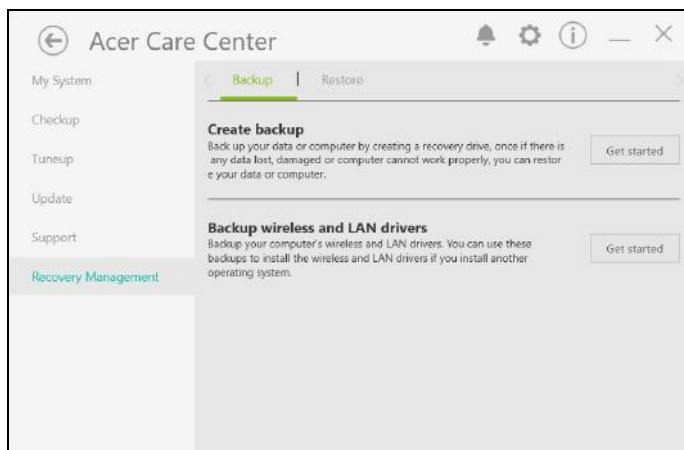 Acer Care Center
My System
Checkup
Tuneup
Update
Support
Recovery Management
Backup
Restore
Create backup
Back up your data or computer by creating a recovery drive, once if there is
any data lost, damaged or computer cannot work properly, you can restor
e your data or computer.
Get started
Backup wireless and LAN drivers
Backup your computer's wireless and LAN drivers. You can use these
backups to install the wireless and LAN drivers if you install another
operating system.
Get started